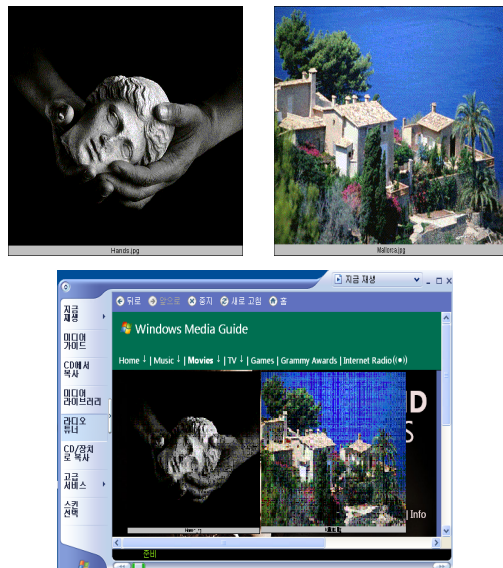 Hands.jpg
Mallorca.jpg
지금 재생
뒤로 앞으로 중지 새로 고침 홈
지금
재생
미디어
가이드
CD에서
복사
미디어
라이브러리
라디오
튜너
CD/장치
로 복사
고급
서비스
스킨
선택
Windows Media Guide
Home | Music | Movies | TV | Games | Grammy Awards | Internet Radio
D
S
| Info
준비